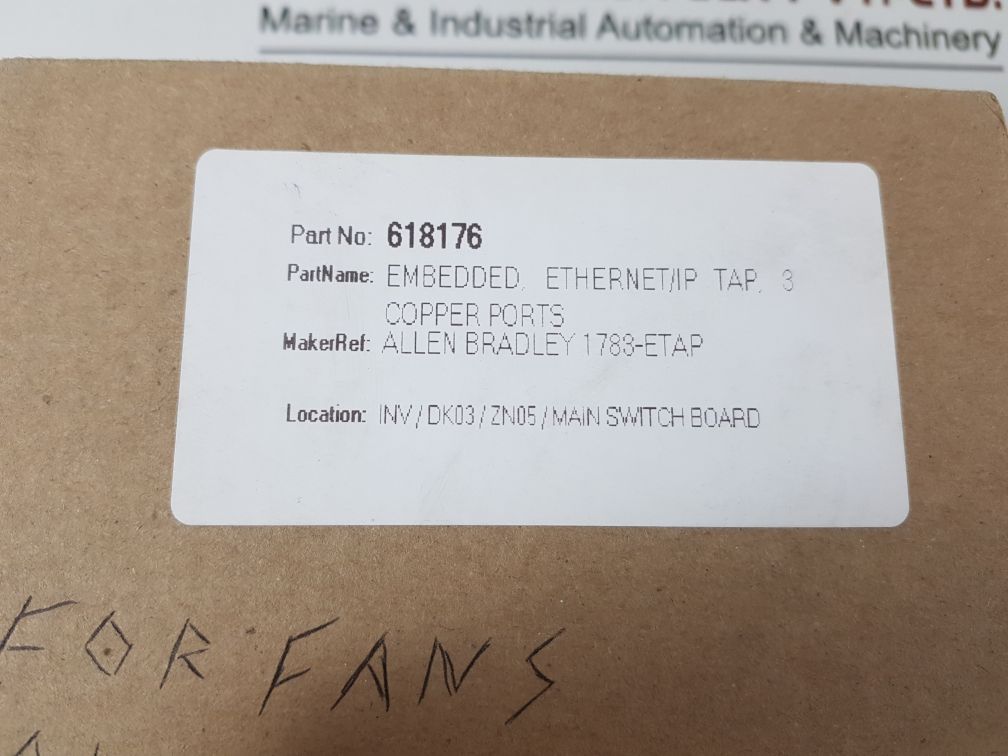 Marine & Industrial Automation & Machinery
Part No: 618176
PartName: EMBEDDED, ETHERNET/IP TAP, 3
COPPER PORTS
MakerRef: ALLEN BRADLEY 1783-ETAP
Location: INV / DK03 / ZN05 / MAIN SWITCH BOARD
FOR FANS